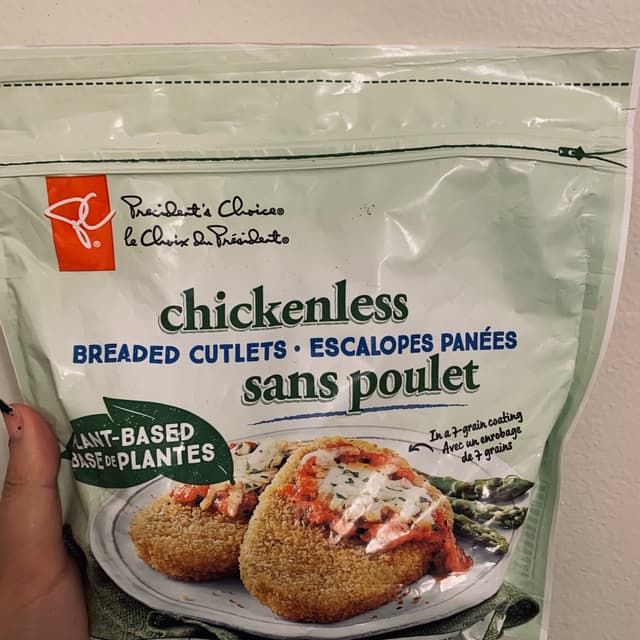 PC®
President's Choice®
le Choix du Président®
chickenless
BREADED CUTLETS • ESCALOPES PANÉES
sans poulet
PLANT-BASED
BASE DE PLANTES
In a 7-grain coating
Avec un enrobage
de 7 grains